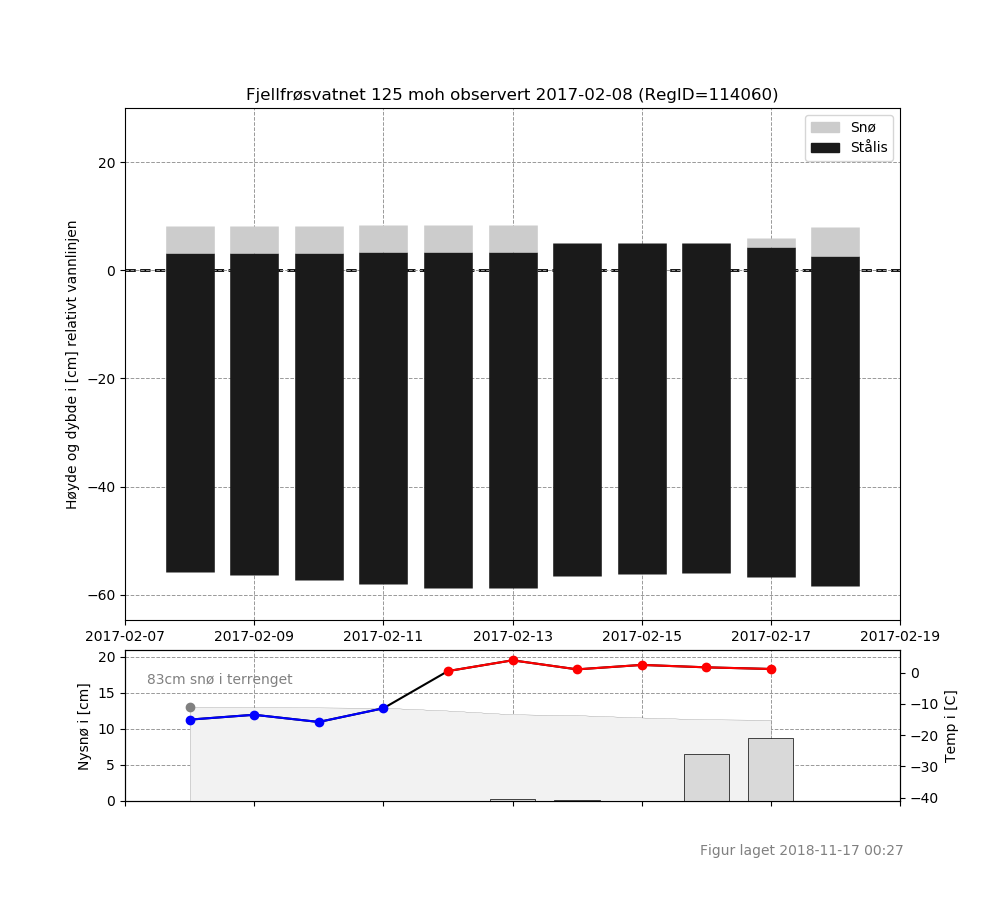 Fjellfrøsvatnet 125 moh observert 2017-02-08 (RegID=114060)
Snø
Stålis
Høyde og dybde i [cm] relativt vannlinjen
20
0
−20
−40
−60
2017-02-07
2017-02-09
2017-02-11
2017-02-13
2017-02-15
2017-02-17
2017-02-19
83cm snø i terrenget
Nysnø i [cm]
20
15
10
5
0
Temp i [C]
0
−10
−20
−30
−40
Figur laget 2018-11-17 00:27